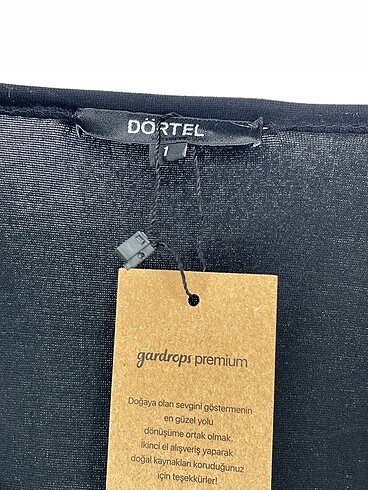 DÖRTEL
1
gardrops premium
Doğaya olan sevgini göstermenin
en güzel yolu
dönüşüme ortak olmak.
İkinci el alışveriş yaparak
doğal kaynakları koruduğunuz
için teşekkürler!